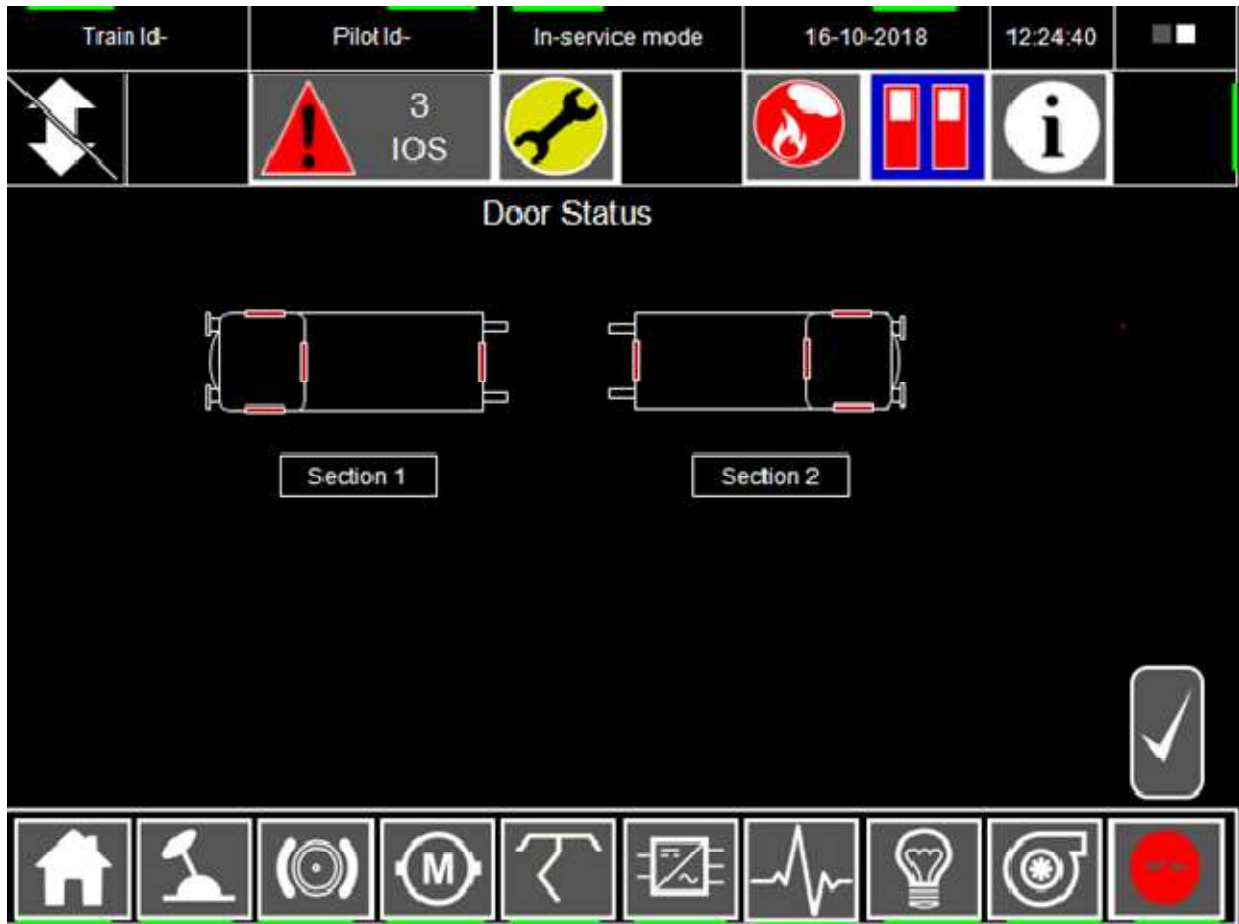 Train Id-
Pilot Id-
In-service mode
16-10-2018
12:24:40
3
IOS
i
Door Status
Section 1
Section 2
M